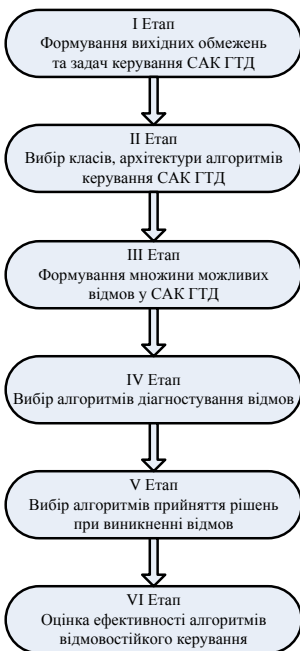 І Етап
Формування вихідних обмежень
та задач керування САК ГТД
ІІ Етап
Вибір класів, архітектури алгоритмів
керування САК ГТД
ІІІ Етап
Формування множини можливих
відмов у САК ГТД
IV Етап
Вибір алгоритмів діагностування відмов
V Етап
Вибір алгоритмів прийняття рішень
при виникненні відмов
VI Етап
Оцінка ефективності алгоритмів
відмовостійкого керування